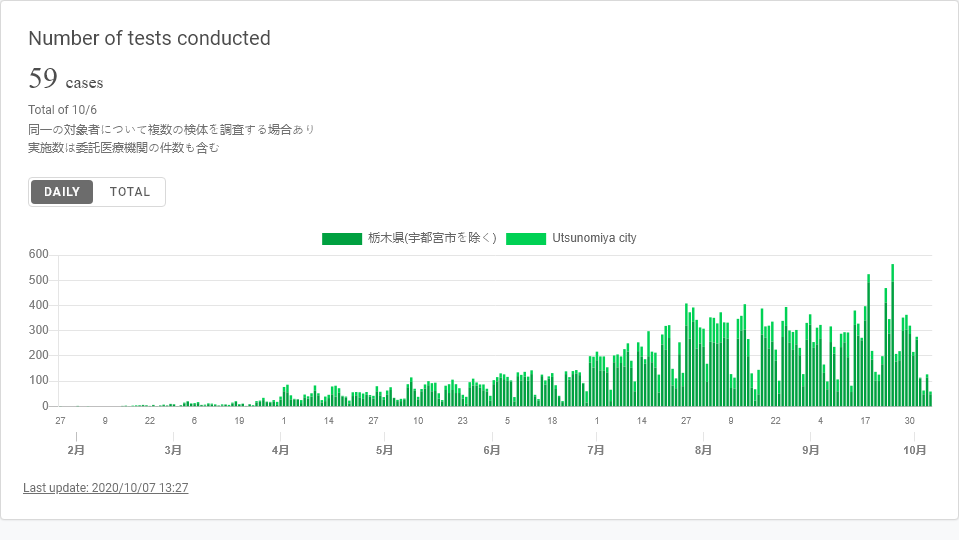 Number of tests conducted
59 cases
Total of 10/6
同一の対象者について複数の検体を調査する場合あり
実施数は委託医療機関の件数も含む
DAILY TOTAL
栃木県(宇都宮市を除く) Utsunomiya city
600
500
400
300
200
100
0
27 9 22 6 19 1 14 27 10 23 5 18 1 14 27 9 22 4 17 30
2月 3月 4月 5月 6月 7月 8月 9月 10月
Last update: 2020/10/07 13:27